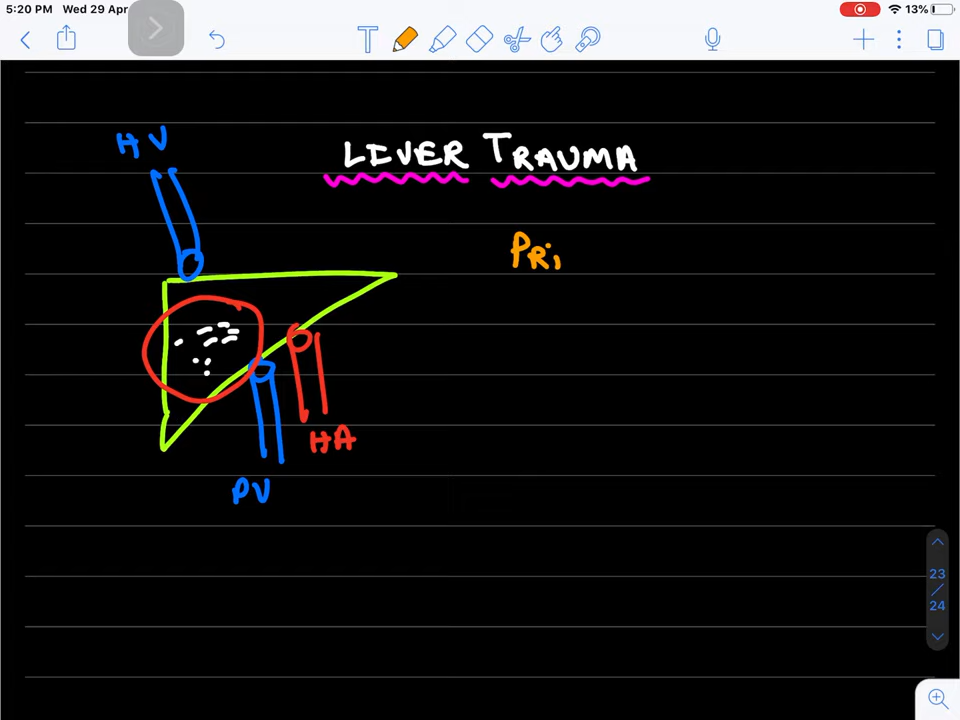 5:20 PM Wed 29 Apr
13%
HV
LIVER TRAUMA
PRi
HA
PV
23
/
24